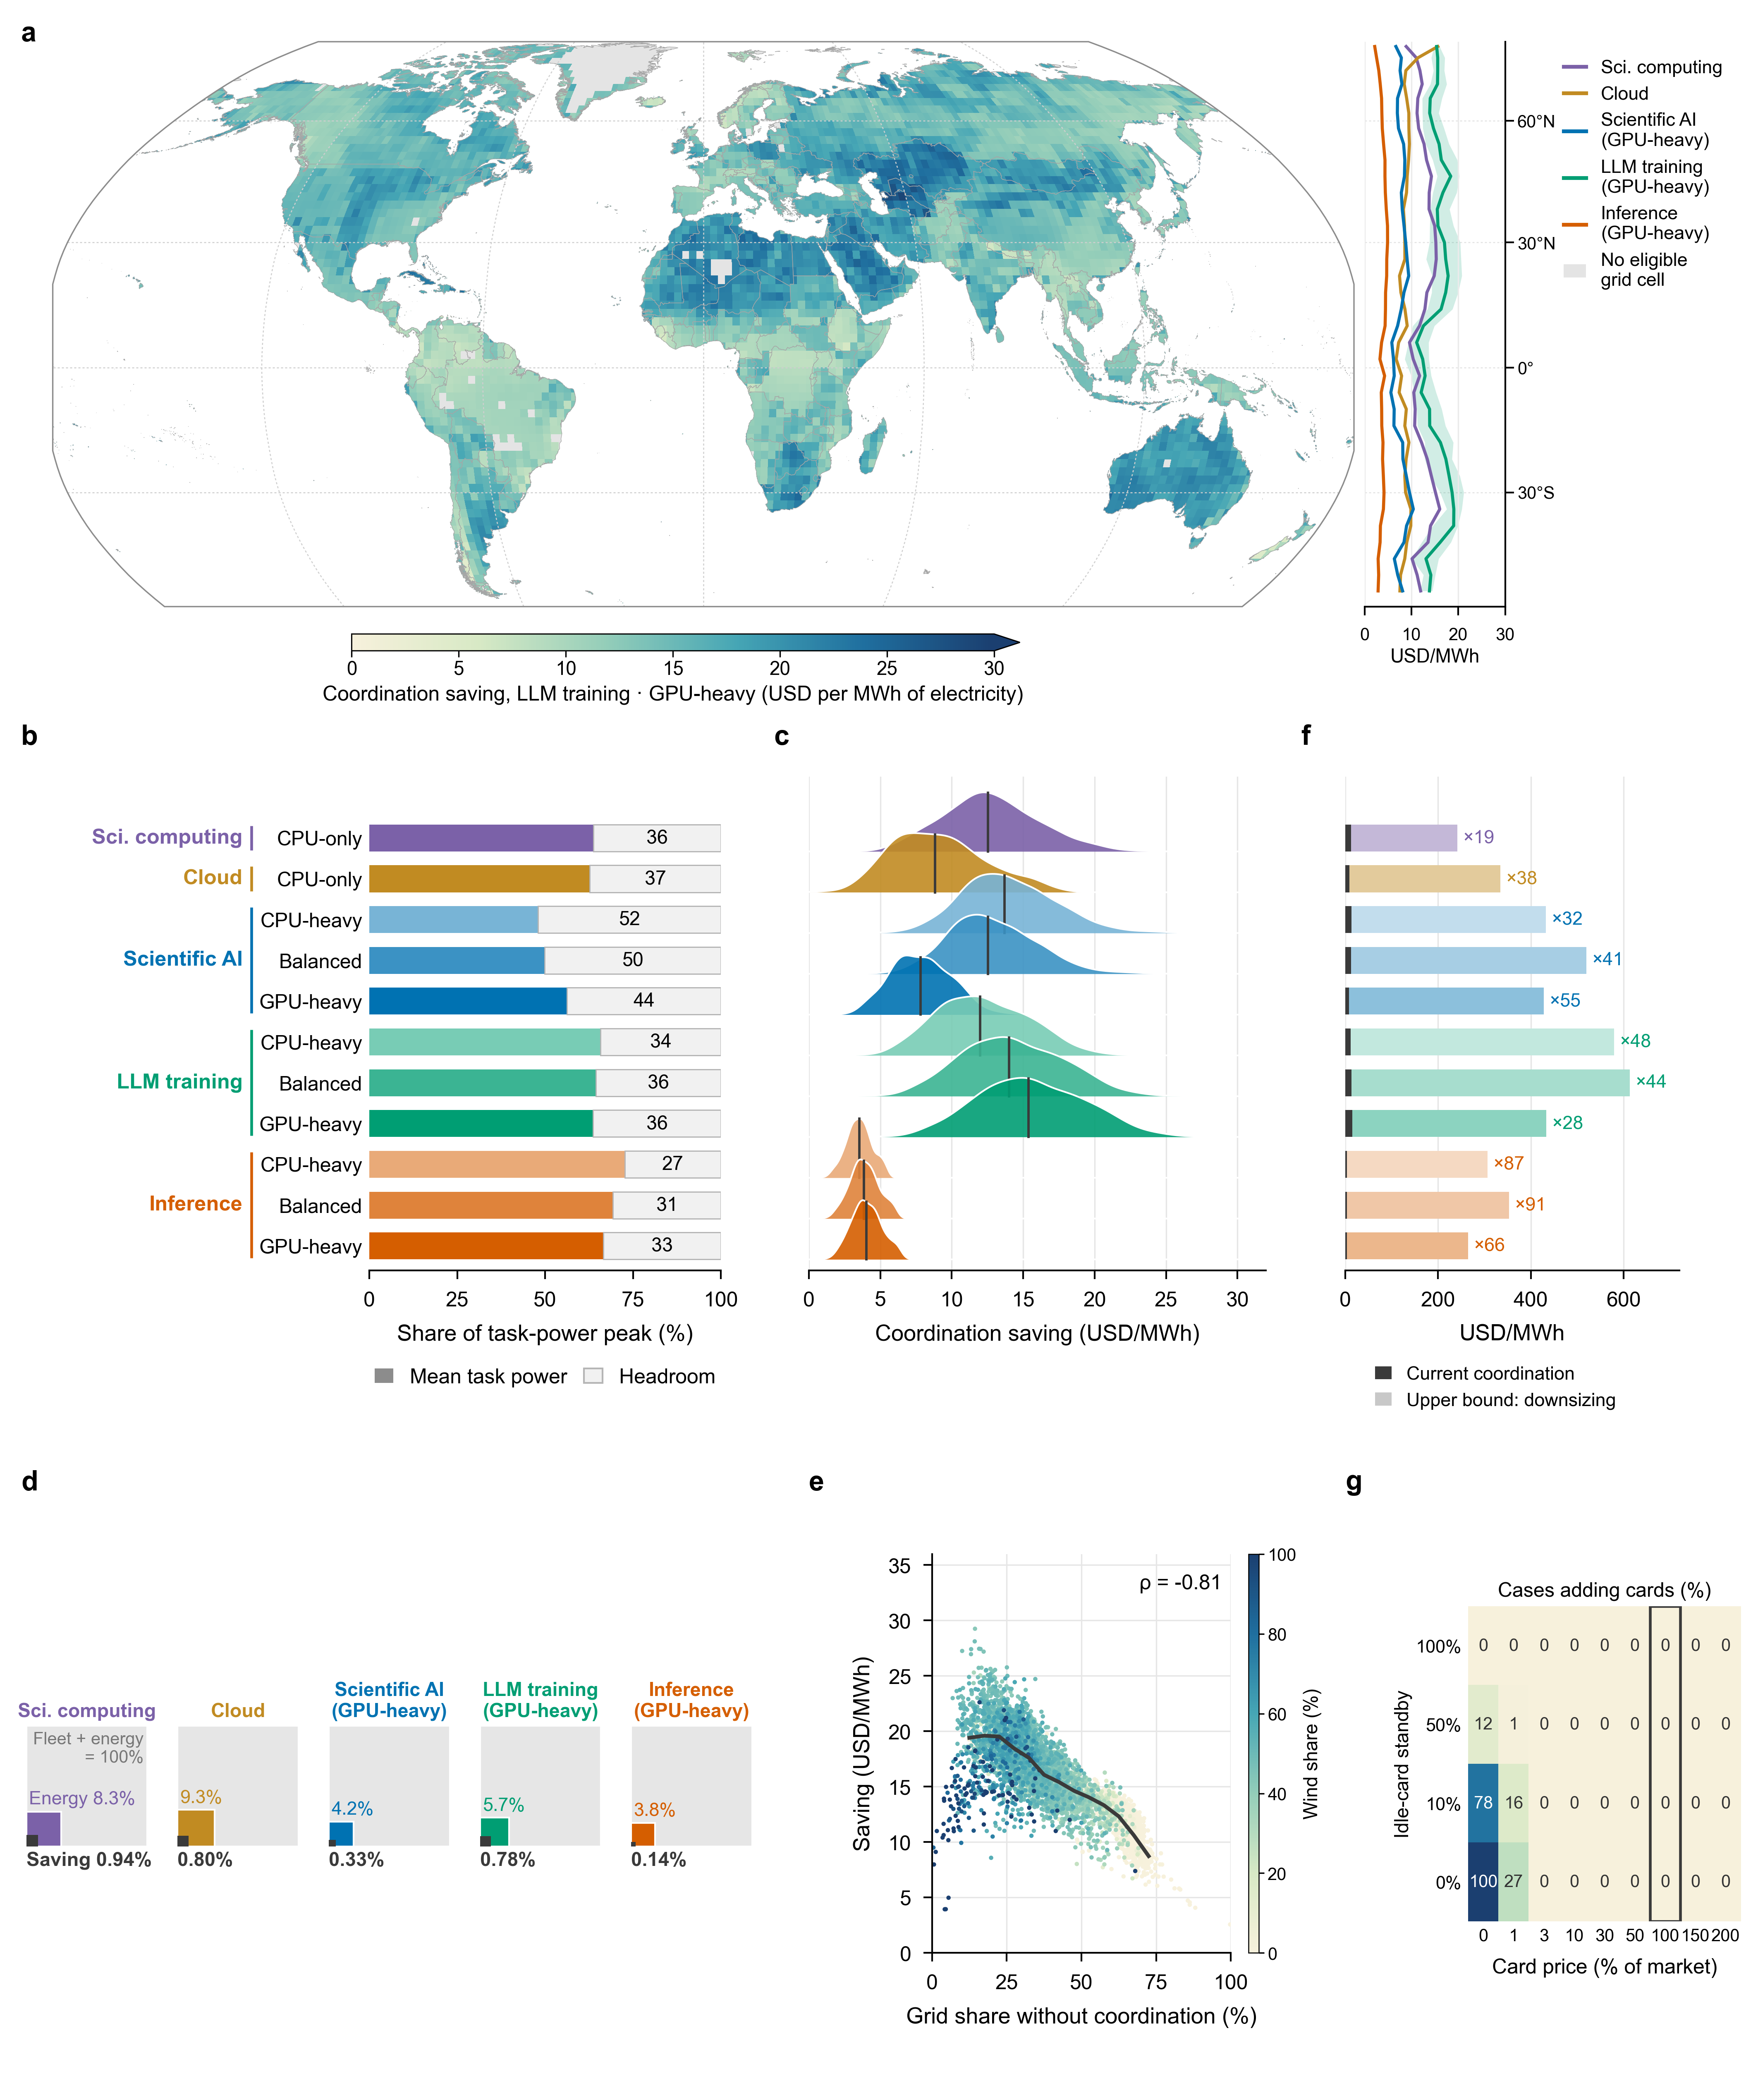 a
60°N
30°N
0°
30°S
0 10 20 30
USD/MWh
Sci. computing
Cloud
Scientific AI
(GPU-heavy)
LLM training
(GPU-heavy)
Inference
(GPU-heavy)
No eligible
grid cell
0 5 10 15 20 25 30
Coordination saving, LLM training · GPU-heavy (USD per MWh of electricity)
b
Sci. computing CPU-only 36
Cloud CPU-only 37
CPU-heavy 52
Scientific AI Balanced 50
GPU-heavy 44
CPU-heavy 34
LLM training Balanced 36
GPU-heavy 36
CPU-heavy 27
Inference Balanced 31
GPU-heavy 33
0 25 50 75 100
Share of task-power peak (%)
Mean task power Headroom
c
0 5 10 15 20 25 30
Coordination saving (USD/MWh)
f
×19
×38
×32
×41
×55
×48
×44
×28
×87
×91
×66
0 200 400 600
USD/MWh
Current coordination
Upper bound: downsizing
d
Sci. computing
Fleet + energy
= 100%
Energy 8.3%
Saving 0.94%
Cloud
9.3%
0.80%
Scientific AI
(GPU-heavy)
4.2%
0.33%
LLM training
(GPU-heavy)
5.7%
0.78%
Inference
(GPU-heavy)
3.8%
0.14%
e
Saving (USD/MWh)
35
30
25
20
15
10
5
0
ρ = -0.81
0 25 50 75 100
Grid share without coordination (%)
100
80
60
40
20
0
Wind share (%)
g
Cases adding cards (%)
Idle-card standby
100% 0 0 0 0 0 0 0 0 0
50% 12 1 0 0 0 0 0 0 0
10% 78 16 0 0 0 0 0 0 0
0% 100 27 0 0 0 0 0 0 0
0 1 3 10 30 50 100 150 200
Card price (% of market)